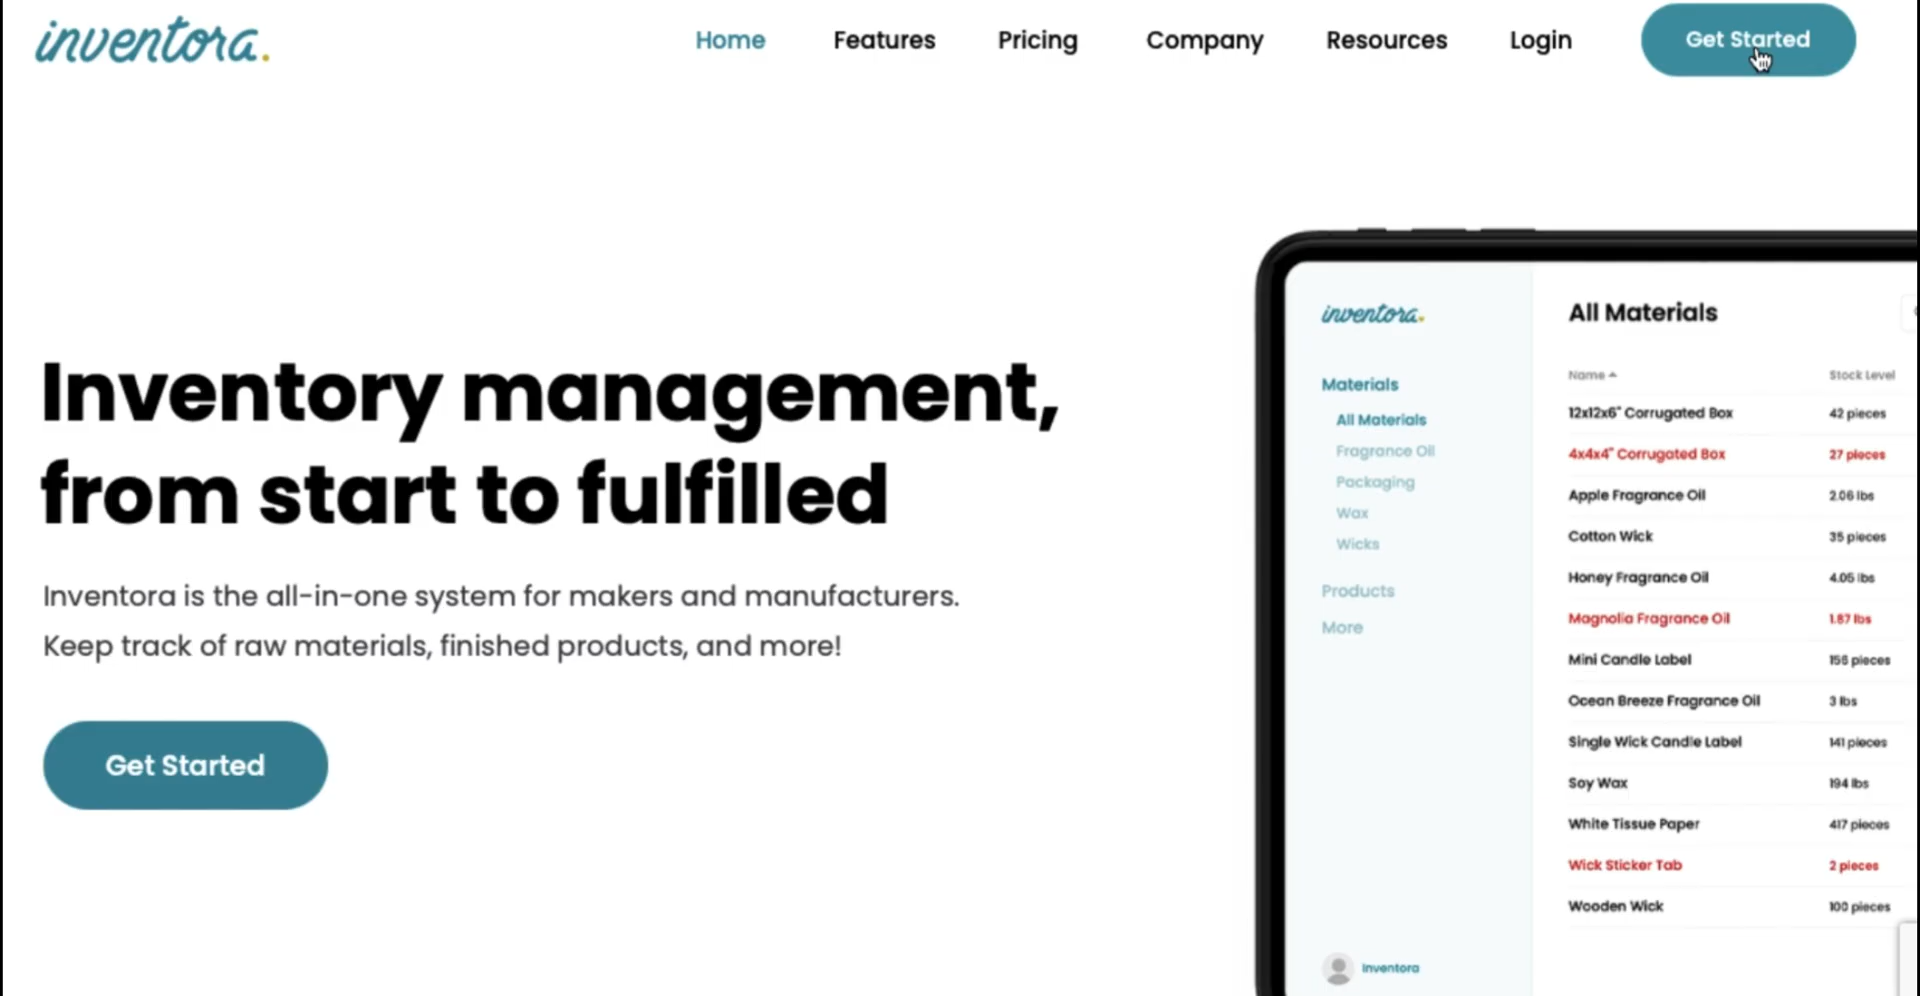 inventora.
Home Features Pricing Company Resources Login Get Started
Inventory management,
from start to fulfilled
Inventora is the all-in-one system for makers and manufacturers.
Keep track of raw materials, finished products, and more!
Get Started
inventora.
Materials
All Materials
Fragrance Oil
Packaging
Wax
Wicks
Products
More
Inventora
All Materials
Name Stock Level
12x12x6" Corrugated Box 42 pieces
4x4x4" Corrugated Box 27 pieces
Apple Fragrance Oil 2.06 lbs
Cotton Wick 35 pieces
Honey Fragrance Oil 4.05 lbs
Magnolia Fragrance Oil 1.87 lbs
Mini Candle Label 156 pieces
Ocean Breeze Fragrance Oil 3 lbs
Single Wick Candle Label 141 pieces
Soy Wax 194 lbs
White Tissue Paper 417 pieces
Wick Sticker Tab 2 pieces
Wooden Wick 100 pieces